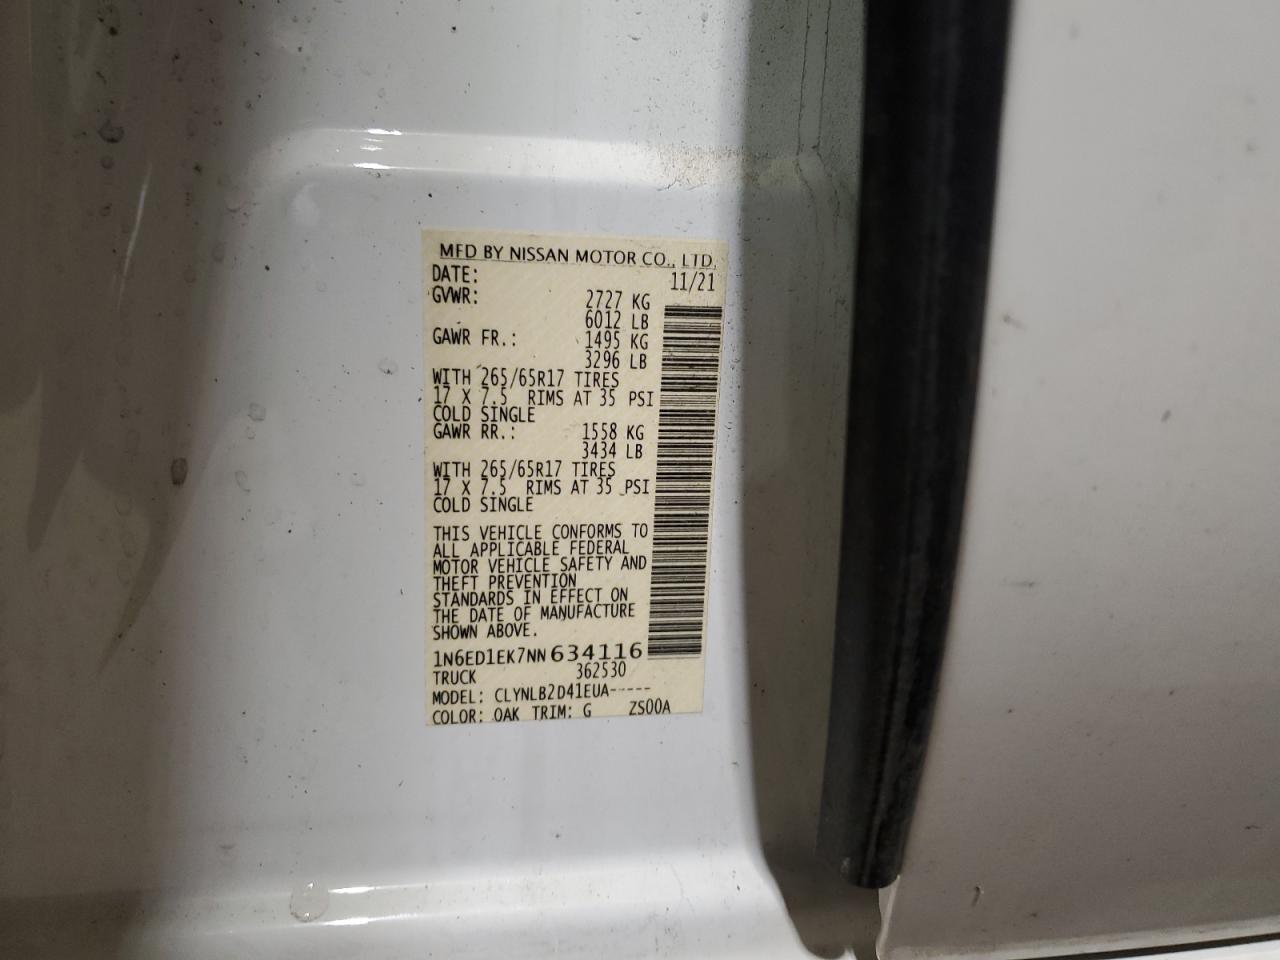 MFD BY NISSAN MOTOR CO., LTD.
DATE: 11/21
GVWR: 2727 KG
6012 LB
GAWR FR.: 1495 KG
3296 LB
WITH 265/65R17 TIRES
17 X 7.5 RIMS AT 35 PSI
COLD SINGLE
GAWR RR.: 1558 KG
3434 LB
WITH 265/65R17 TIRES
17 X 7.5 RIMS AT 35 PSI
COLD SINGLE
THIS VEHICLE CONFORMS TO
ALL APPLICABLE FEDERAL
MOTOR VEHICLE SAFETY AND
THEFT PREVENTION
STANDARDS IN EFFECT ON
THE DATE OF MANUFACTURE
SHOWN ABOVE.
1N6ED1EK7NN634116
TRUCK 362530
MODEL: CLYNLB2D41EUA-----
COLOR: QAK TRIM: G ZS00A